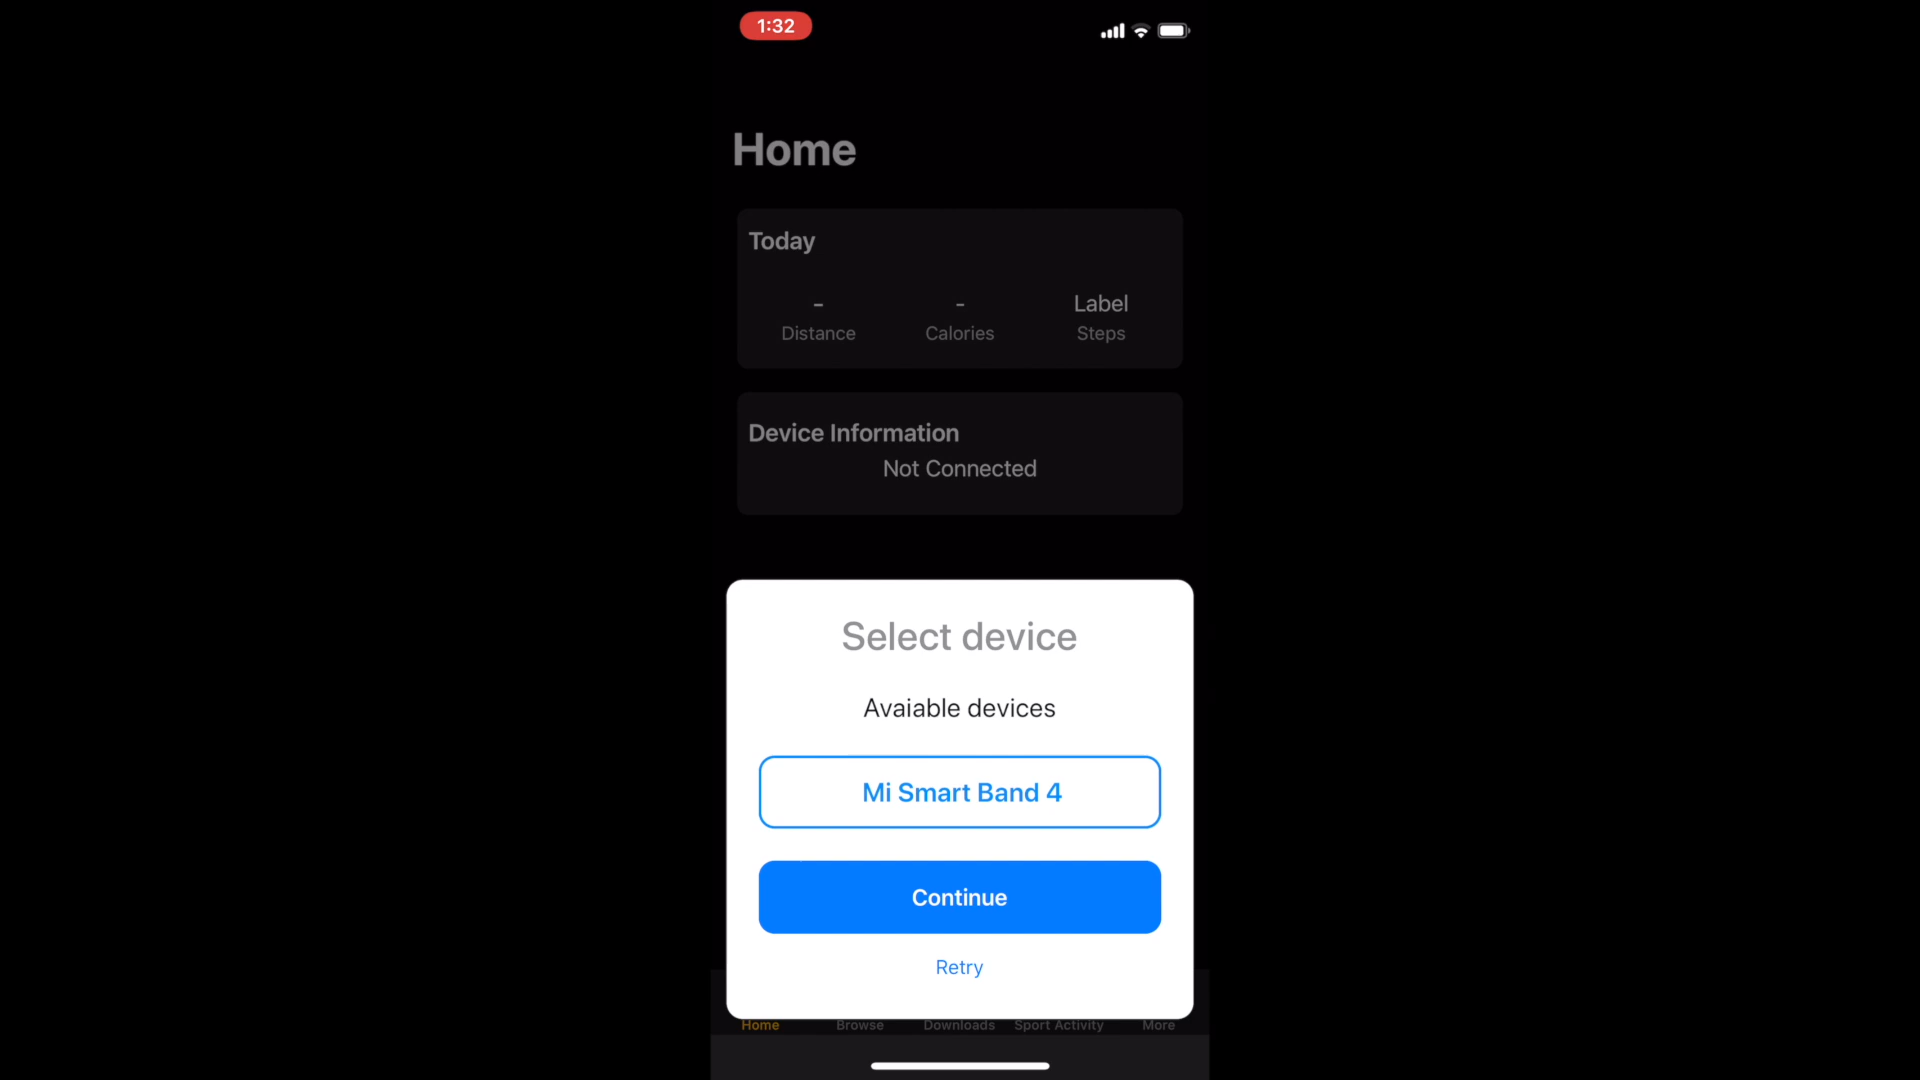 1:32
Home
Today
- - Label
Distance Calories Steps
Device Information
Not Connected
Select device
Avaiable devices
Mi Smart Band 4
Continue
Retry
Home Browse Downloads Sport Activity More